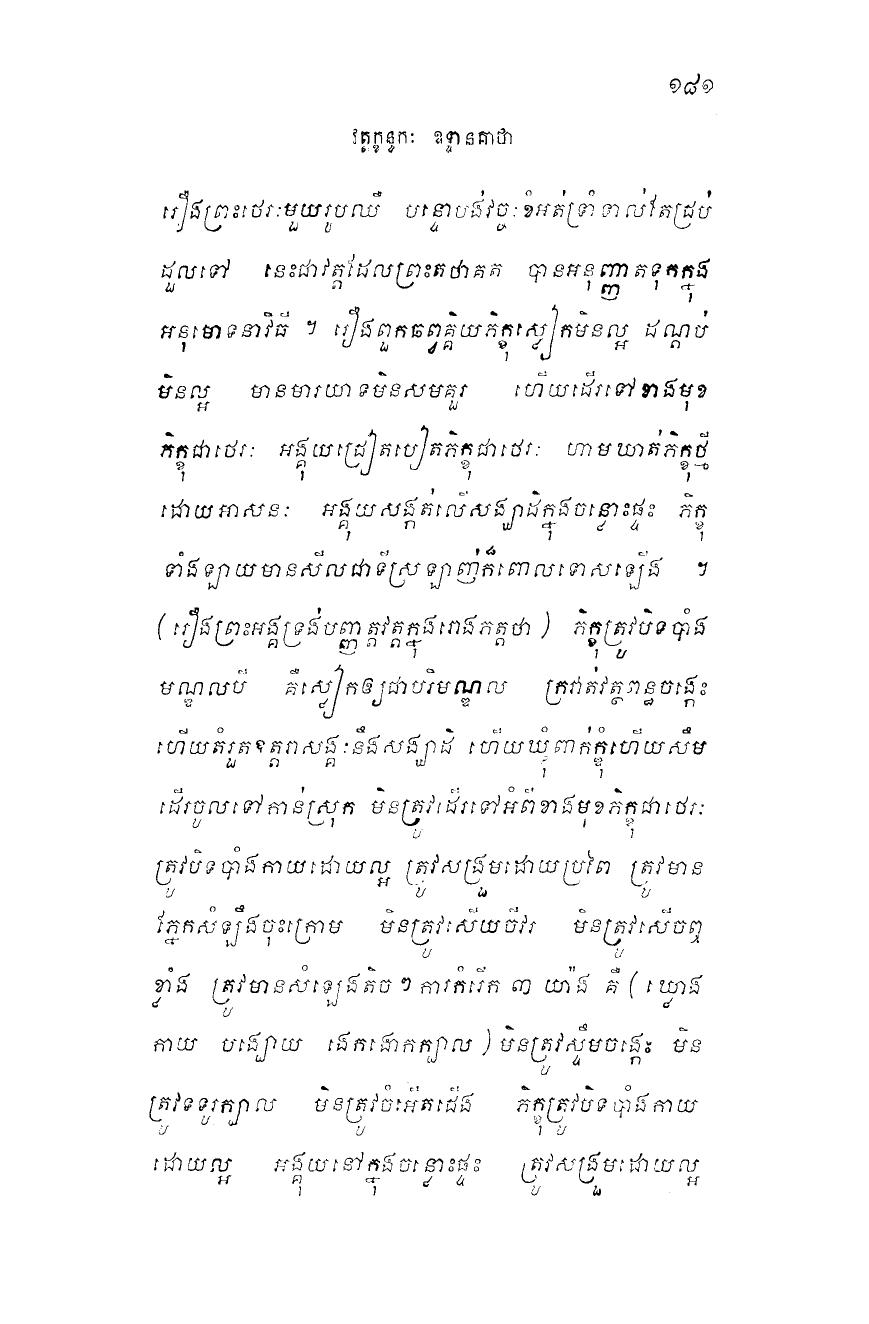 ១៨១
វត្តក្ខន្ធកៈ ឧទ្ទានគាថា
រឿងព្រះថេរៈមួយរូបឈឺ បន្ទោបង់វច្ចៈខំអត់ទ្រាំទាល់តែដ្រប់
ដួលទៅ នេះជាវត្តដែលព្រះតថាគត បានអនុញ្ញាតទុកក្នុង
អនុមោទនាវិធី ។ រឿងពួកឆព្វគ្គិយភិក្ខុស្លៀកមិនល្អ ដណ្តប់
មិនល្អ មានមារយាទមិនសមគួរ ហើយដើរទៅខាងមុខ
ភិក្ខុជាថេរៈ អង្គុយជ្រៀតបៀតភិក្ខុជាថេរៈ ហាមឃាត់ភិក្ខុថ្មី
ដោយអាសនៈ អង្គុយសង្កត់លើសង្ឃាដិក្នុងចន្លោះផ្ទះ ភិក្ខុ
ទាំងឡាយមានសីលជាទីស្រឡាញ់ក៏ពោលទោសឡើង ។
(រឿងព្រះអង្គទ្រង់បញ្ញត្តវត្តក្នុងរោងភត្តថា) ភិក្ខុត្រូវបិទបាំង
មណ្ឌលបី គឺស្លៀកឲ្យជាបរិមណ្ឌល ក្រវាត់វត្ថពន្ធចង្កេះ
ហើយតំរួតឧត្តរាសង្គៈនឹងសង្ឃាដិ ហើយឃ្លុំពាក់ក្ឌុំហើយសឹម
ដើរចូលទៅកាន់ស្រុក មិនត្រូវដើរទៅអំពីខាងមុខភិក្ខុជាថេរៈ
ត្រូវបិទបាំងកាយដោយល្អ ត្រូវសង្រួមដោយប្រពៃ ត្រូវមាន
ភ្នែកសំឡឹងចុះក្រោម មិនត្រូវសើយចីវរ មិនត្រូវសើចឮ
ខ្លាំង ត្រូវមានសំឡេងតិចៗ ការកំរើក ៣ យ៉ាង គឺ (ឃ្លោង
កាយ បង្ហោយ ងេកងោកក្បាល) មិនត្រូវស្ទឹមចង្កេះ មិន
ត្រូវទទូរក្បាល មិនត្រូវចំអើតជើង ភិក្ខុត្រូវបិទបាំងកាយ
ដោយល្អ អង្គុយនៅក្នុងចន្លោះផ្ទះ ត្រូវសង្រួមដោយល្អ